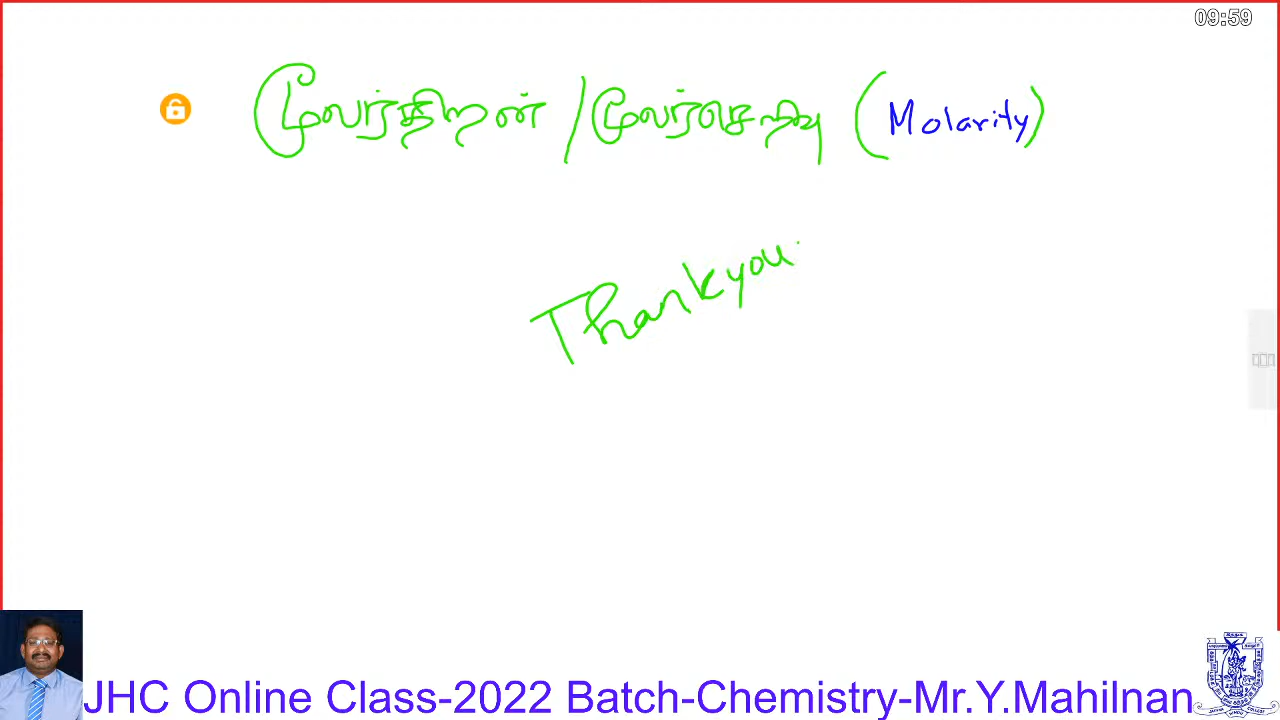 09:59
மூலர்திறன் / மூலர்செறிவு (Molarity)
Thankyou.
JHC Online Class-2022 Batch-Chemistry-Mr.Y.Mahilnan